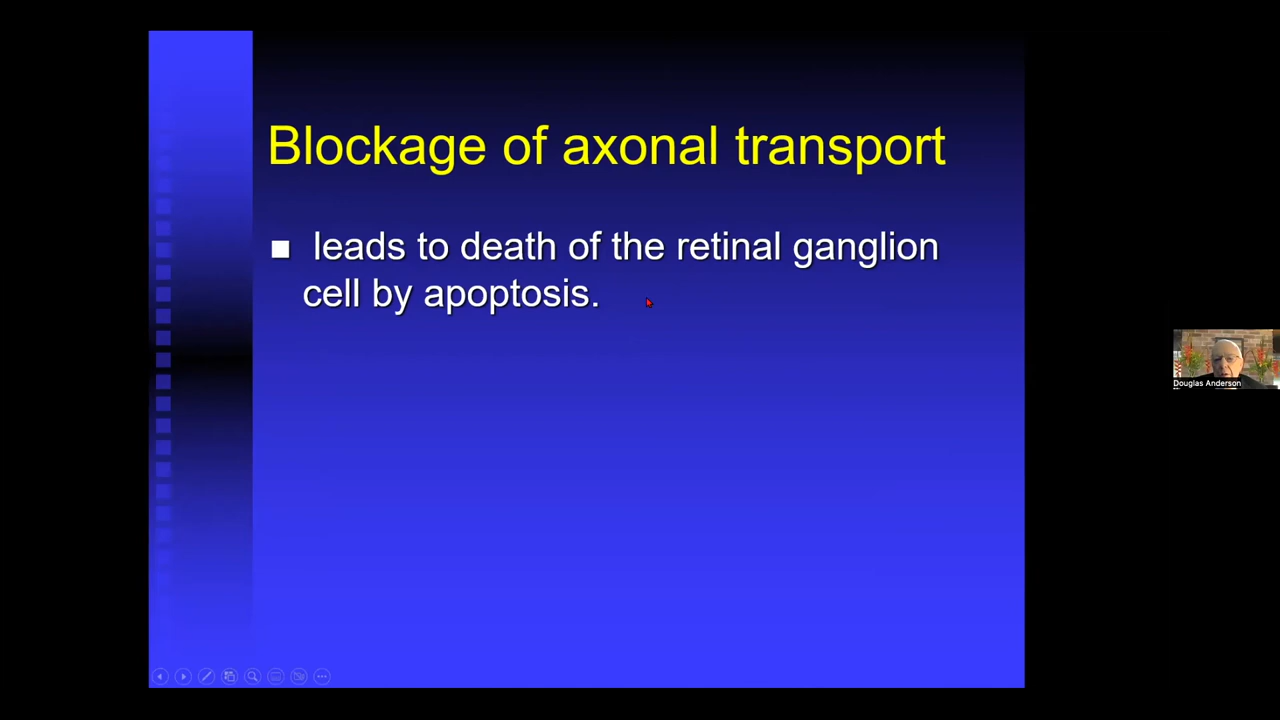 Blockage of axonal transport
leads to death of the retinal ganglion
cell by apoptosis.
Douglas Anderson